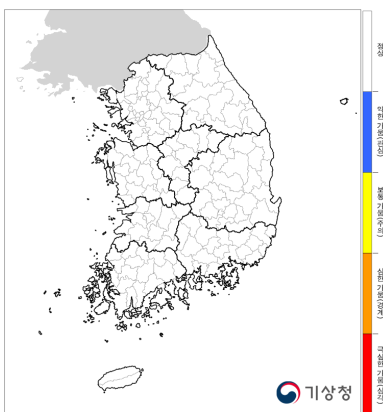 정상
약한 가뭄(관심)
보통 가뭄(주의)
심한 가뭄(경계)
극심한 가뭄(심각)
기상청